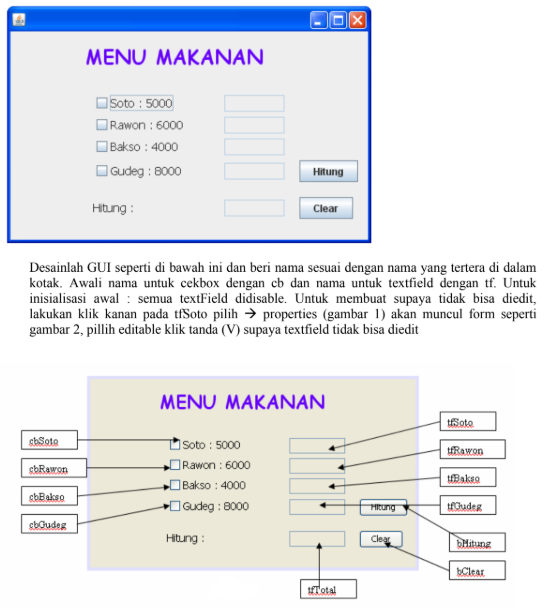 MENU MAKANAN
Soto : 5000
Rawon : 6000
Bakso : 4000
Gudeg : 8000
Hitung
Hitung :
Clear
Desainlah GUI seperti di bawah ini dan beri nama sesuai dengan nama yang tertera di dalam
kotak. Awali nama untuk cekbox dengan cb dan nama untuk textfield dengan tf. Untuk
inisialisasi awal : semua textField didisable. Untuk membuat supaya tidak bisa diedit,
lakukan klik kanan pada tfSoto pilih → properties (gambar 1) akan muncul form seperti
gambar 2, pillih editable klik tanda (V) supaya textfield tidak bisa diedit
MENU MAKANAN
cbSoto
Soto : 5000
tfSoto
cbRawon
Rawon : 6000
tfRawon
cbBakso
Bakso : 4000
tfBakso
cbGudeg
Gudeg : 8000
Hitung
tfGudeg
Hitung :
Clear
bHitung
bClear
tfTotal